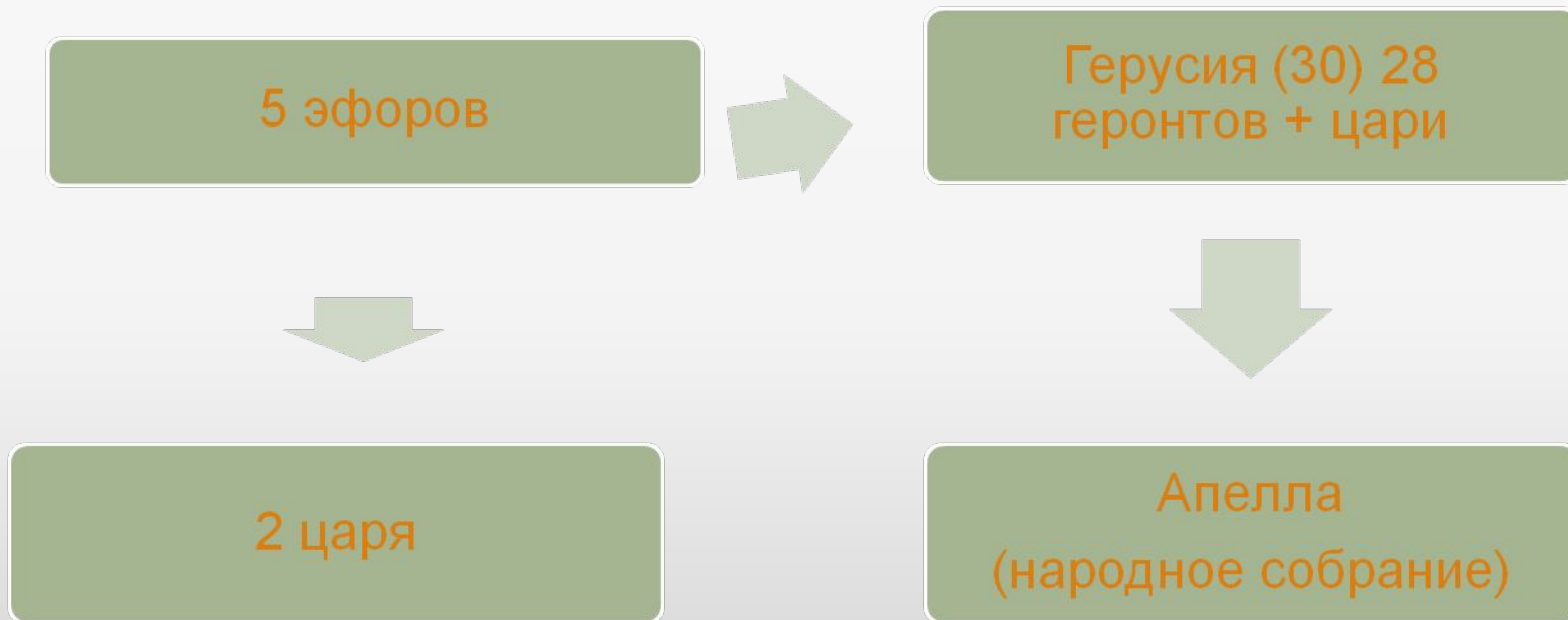 5 эфоров
Герусия (30) 28
геронтов + цари
2 царя
Апелла
(народное собрание)